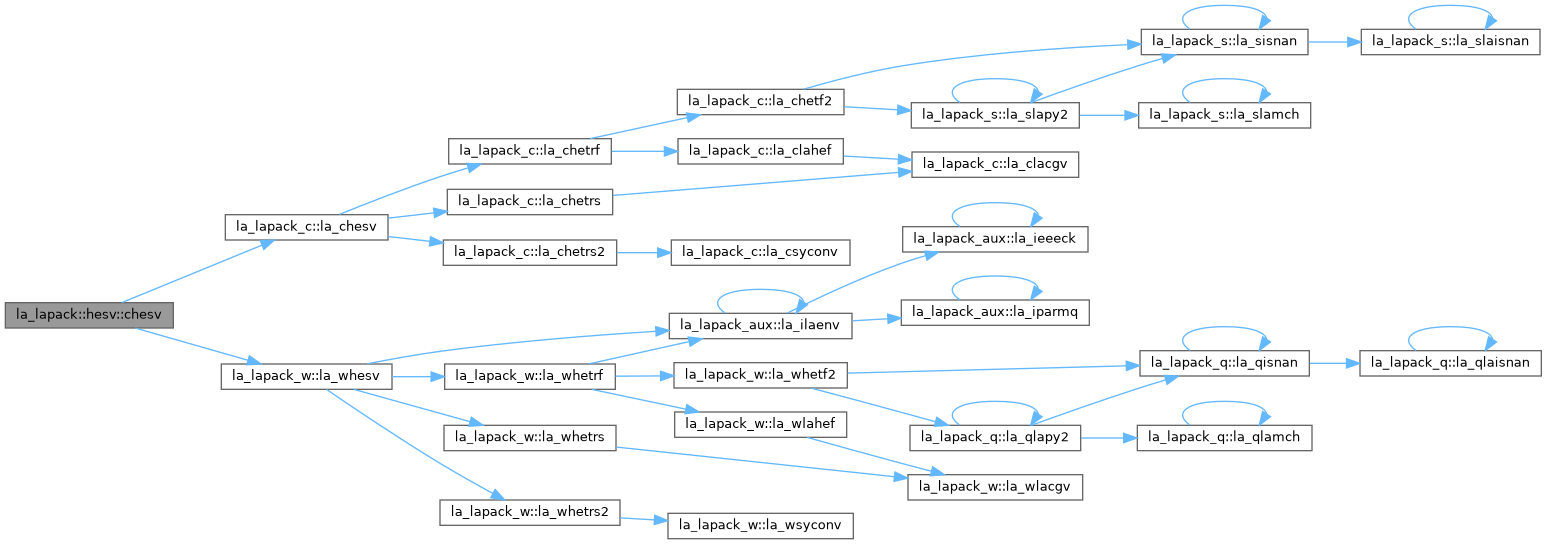 la_lapack_s::la_sisnan
la_lapack_s::la_slaisnan
la_lapack_c::la_chetf2
la_lapack_s::la_slapy2
la_lapack_s::la_slamch
la_lapack_c::la_chetrf
la_lapack_c::la_clahef
la_lapack_c::la_clacgv
la_lapack_c::la_chetrs
la_lapack_c::la_chesv
la_lapack_aux::la_ieeeck
la_lapack_c::la_chetrs2
la_lapack_c::la_csyconv
la_lapack::hesv::chesv
la_lapack_aux::la_ilaenv
la_lapack_aux::la_iparmq
la_lapack_q::la_qisnan
la_lapack_q::la_qlaisnan
la_lapack_w::la_whesv
la_lapack_w::la_whetrf
la_lapack_w::la_whetf2
la_lapack_w::la_wlahef
la_lapack_w::la_whetrs
la_lapack_q::la_qlapy2
la_lapack_q::la_qlamch
la_lapack_w::la_wlacgv
la_lapack_w::la_whetrs2
la_lapack_w::la_wsyconv